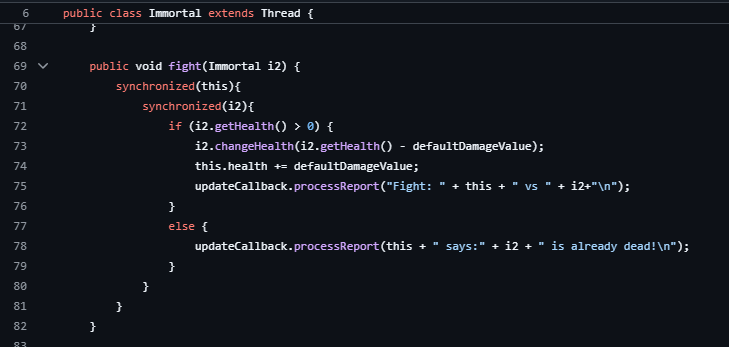 6 public class Immortal extends Thread {
67 }
68
69 public void fight(Immortal i2) {
70 synchronized(this){
71 synchronized(i2){
72 if (i2.getHealth() > 0) {
73 i2.changeHealth(i2.getHealth() - defaultDamageValue);
74 this.health += defaultDamageValue;
75 updateCallback.processReport("Fight: " + this + " vs " + i2+"\n");
76 }
77 else {
78 updateCallback.processReport(this + " says:" + i2 + " is already dead!\n");
79 }
80 }
81 }
82 }
83